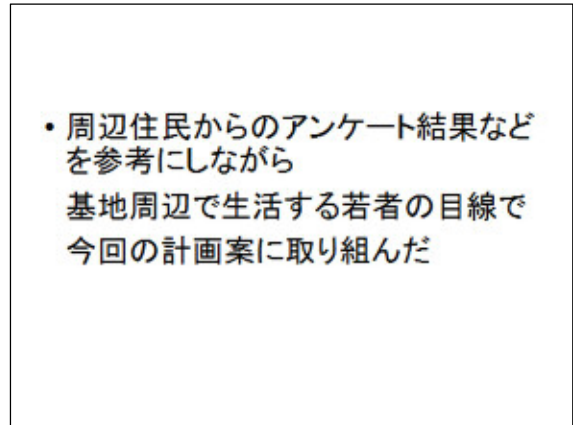 • 周辺住民からのアンケート結果など
を参考にしながら
基地周辺で生活する若者の目線で
今回の計画案に取り組んだ